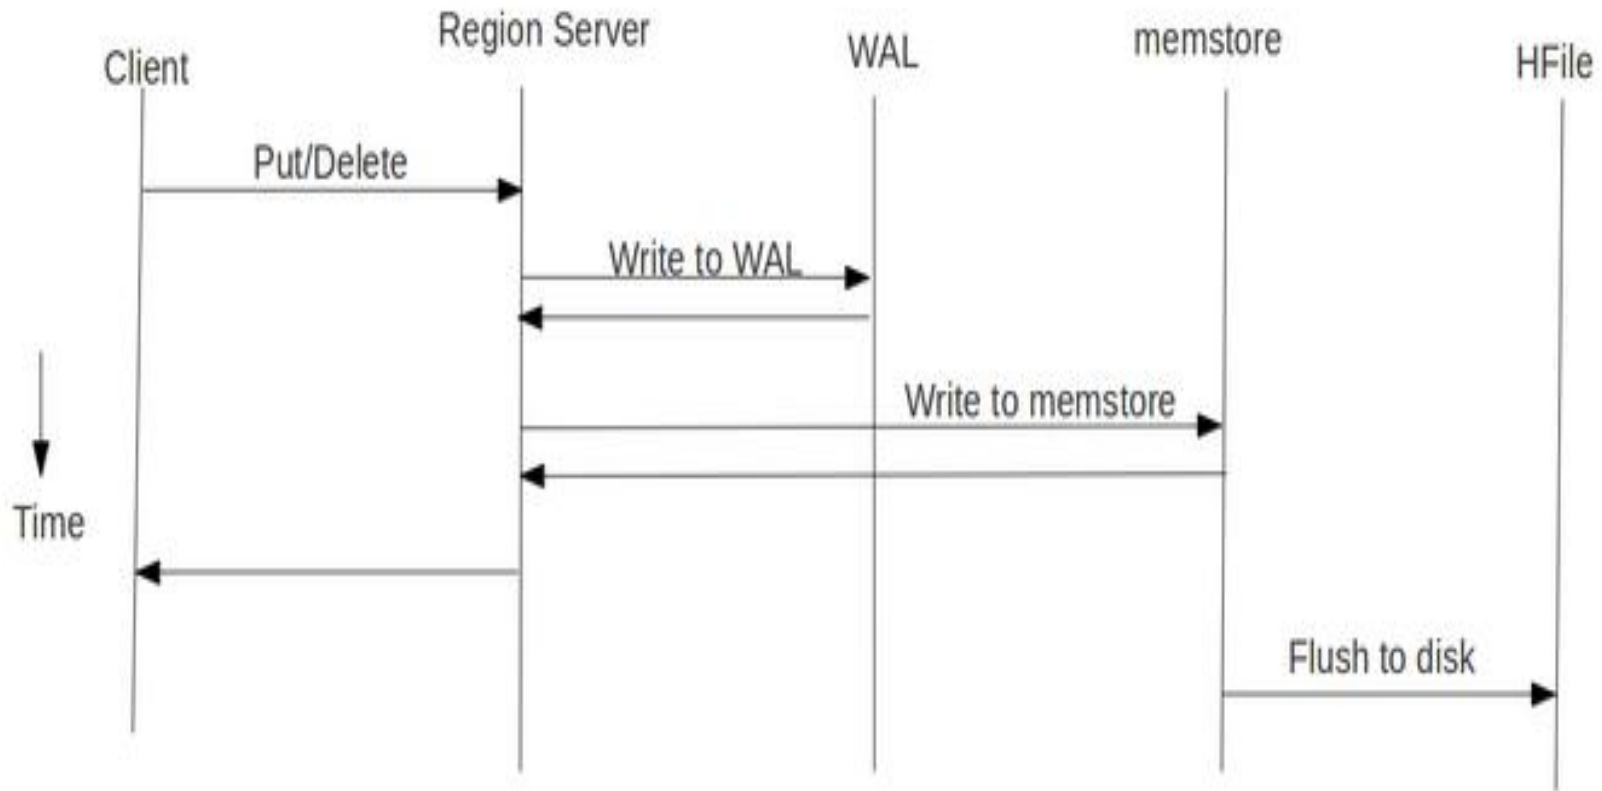 Client
Region Server
WAL
memstore
HFile
Put/Delete
Write to WAL
Write to memstore
Time
Flush to disk